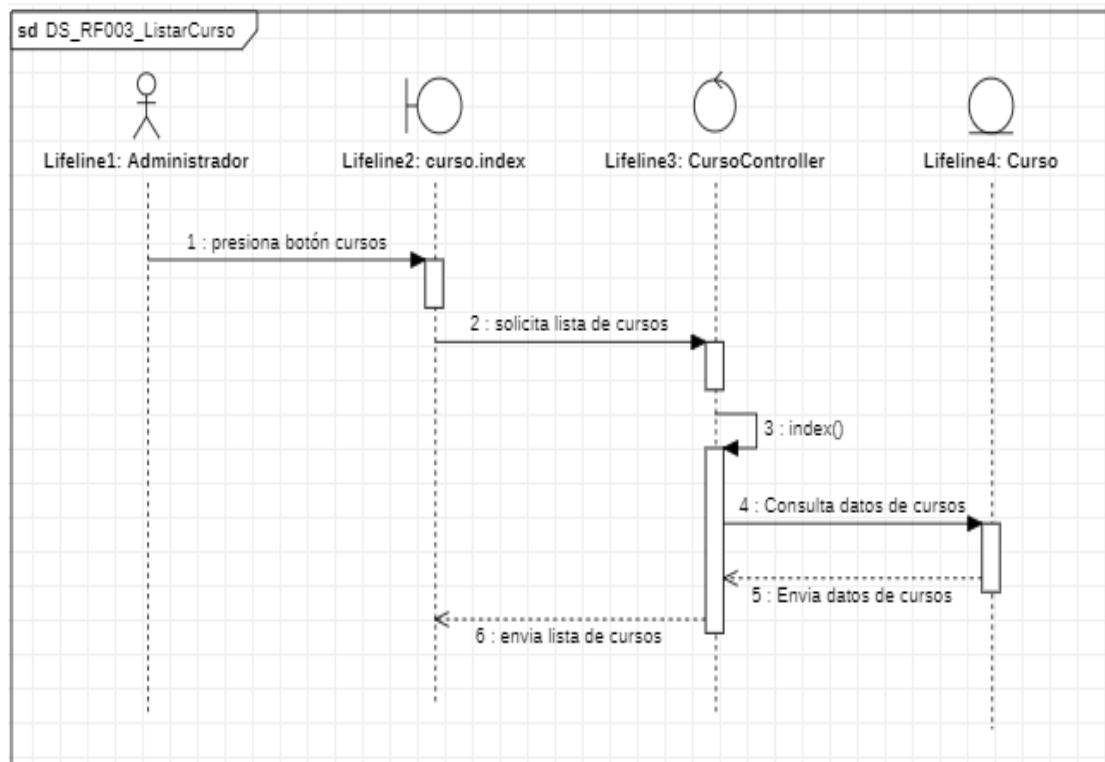 sd DS_RF003_ListarCurso
Lifeline1: Administrador
Lifeline2: curso.index
Lifeline3: CursoController
Lifeline4: Curso
1 : presiona botón cursos
2 : solicita lista de cursos
3 : index()
4 : Consulta datos de cursos
5 : Envia datos de cursos
6 : envia lista de cursos